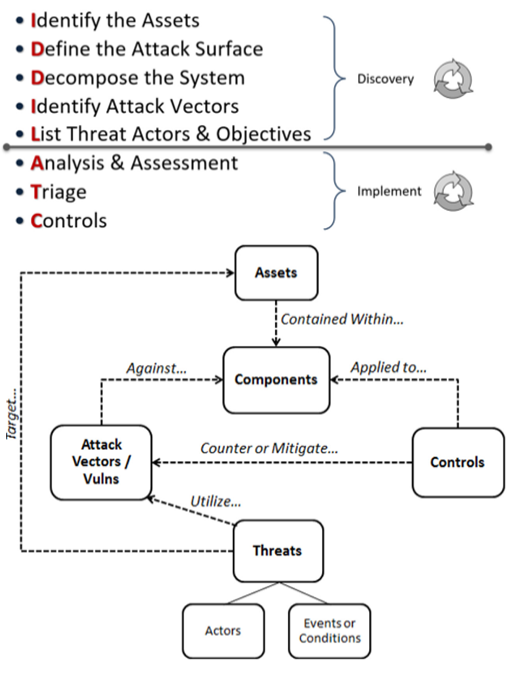 • Identify the Assets
• Define the Attack Surface
• Decompose the System
• Identify Attack Vectors
• List Threat Actors & Objectives
Discovery
• Analysis & Assessment
• Triage
• Controls
Implement
Assets
Contained Within...
Against...
Components
Applied to...
Target...
Attack
Vectors /
Vulns
Counter or Mitigate...
Controls
Utilize...
Threats
Actors
Events or
Conditions